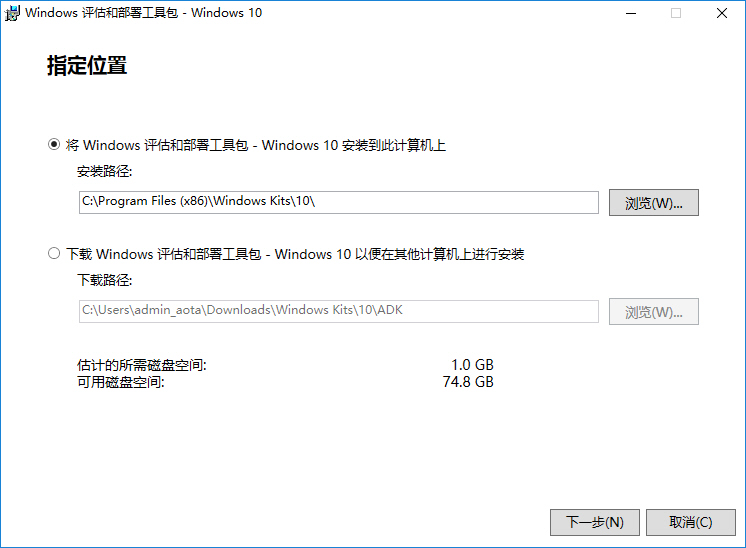 Windows 评估和部署工具包 - Windows 10
指定位置
将 Windows 评估和部署工具包 - Windows 10 安装到此计算机上
安装路径:
C:\Program Files (x86)\Windows Kits\10\
浏览(W)...
下载 Windows 评估和部署工具包 - Windows 10 以便在其他计算机上进行安装
下载路径:
C:\Users\admin_aota\Downloads\Windows Kits\10\ADK
浏览(W)...
估计的所需磁盘空间: 1.0 GB
可用磁盘空间: 74.8 GB
下一步(N) 取消(C)